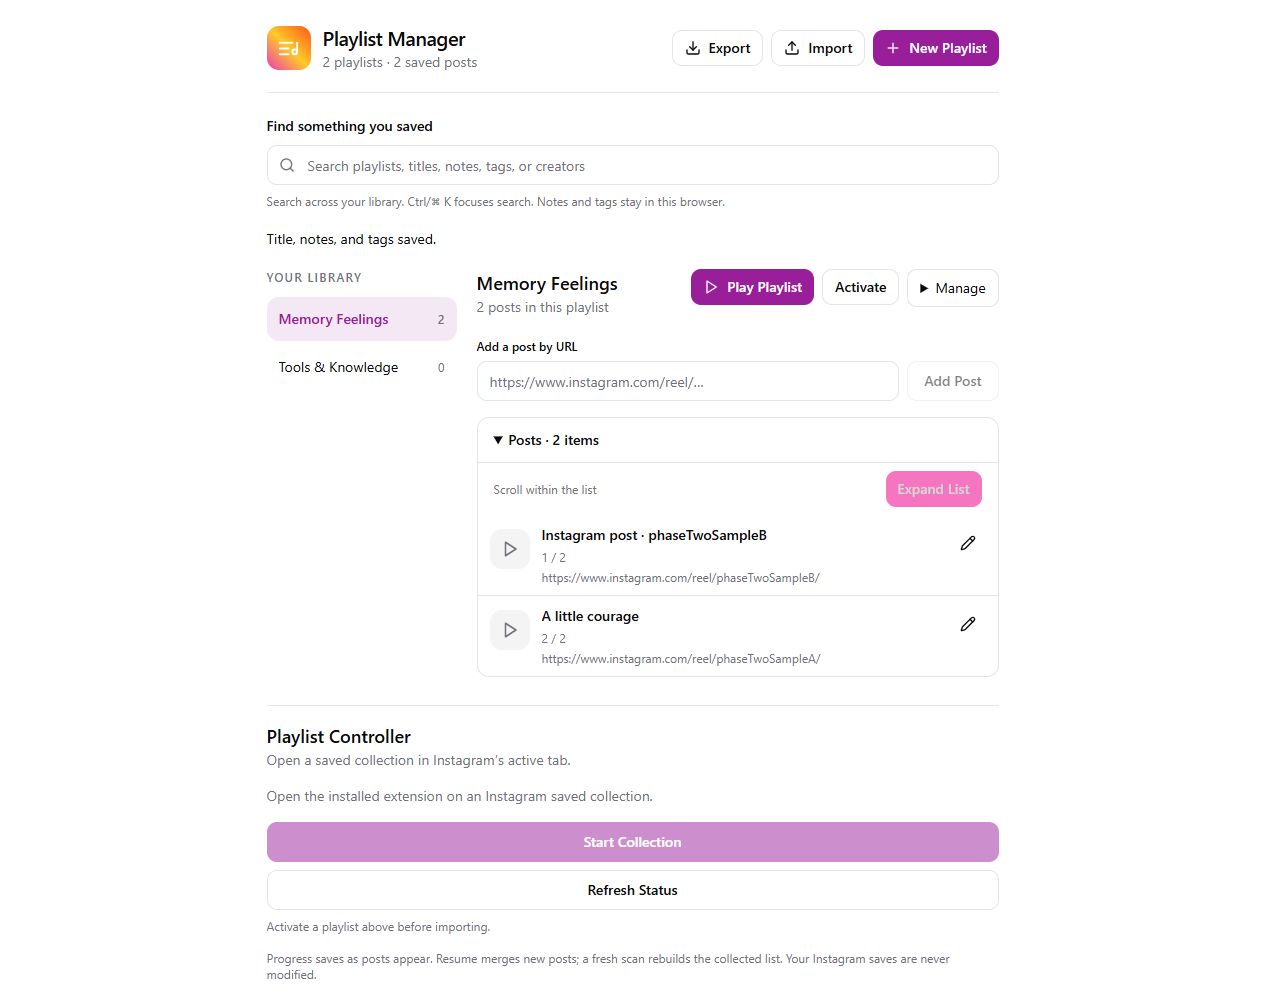 Playlist Manager
2 playlists · 2 saved posts
Export
Import
New Playlist
Find something you saved
Search playlists, titles, notes, tags, or creators
Search across your library. Ctrl/⌘ K focuses search. Notes and tags stay in this browser.
Title, notes, and tags saved.
YOUR LIBRARY
Memory Feelings 2
Tools & Knowledge 0
Memory Feelings
2 posts in this playlist
Play Playlist
Activate
Manage
Add a post by URL
https://www.instagram.com/reel/...
Add Post
Posts · 2 items
Scroll within the list
Expand List
Instagram post · phaseTwoSampleB
1 / 2
https://www.instagram.com/reel/phaseTwoSampleB/
A little courage
2 / 2
https://www.instagram.com/reel/phaseTwoSampleA/
Playlist Controller
Open a saved collection in Instagram's active tab.
Open the installed extension on an Instagram saved collection.
Start Collection
Refresh Status
Activate a playlist above before importing.
Progress saves as posts appear. Resume merges new posts; a fresh scan rebuilds the collected list. Your Instagram saves are never
modified.